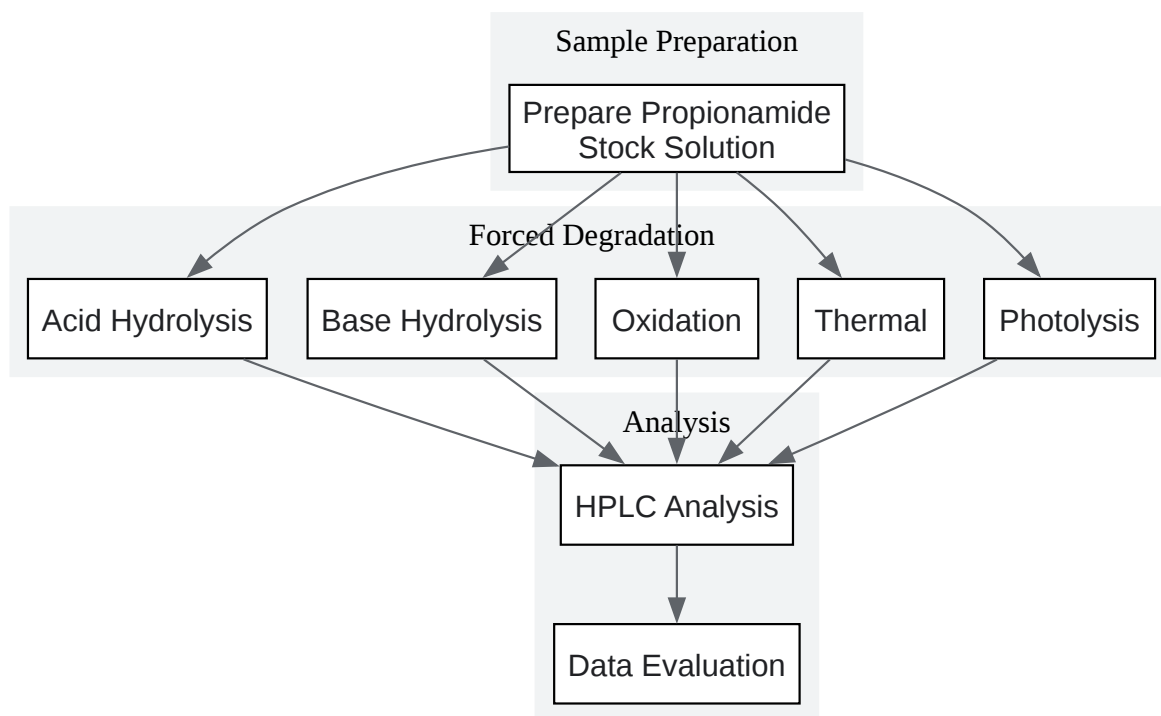 Sample Preparation
Prepare Propionamide
Stock Solution
Forced Degradation
Acid Hydrolysis
Base Hydrolysis
Oxidation
Thermal
Photolysis
Analysis
HPLC Analysis
Data Evaluation